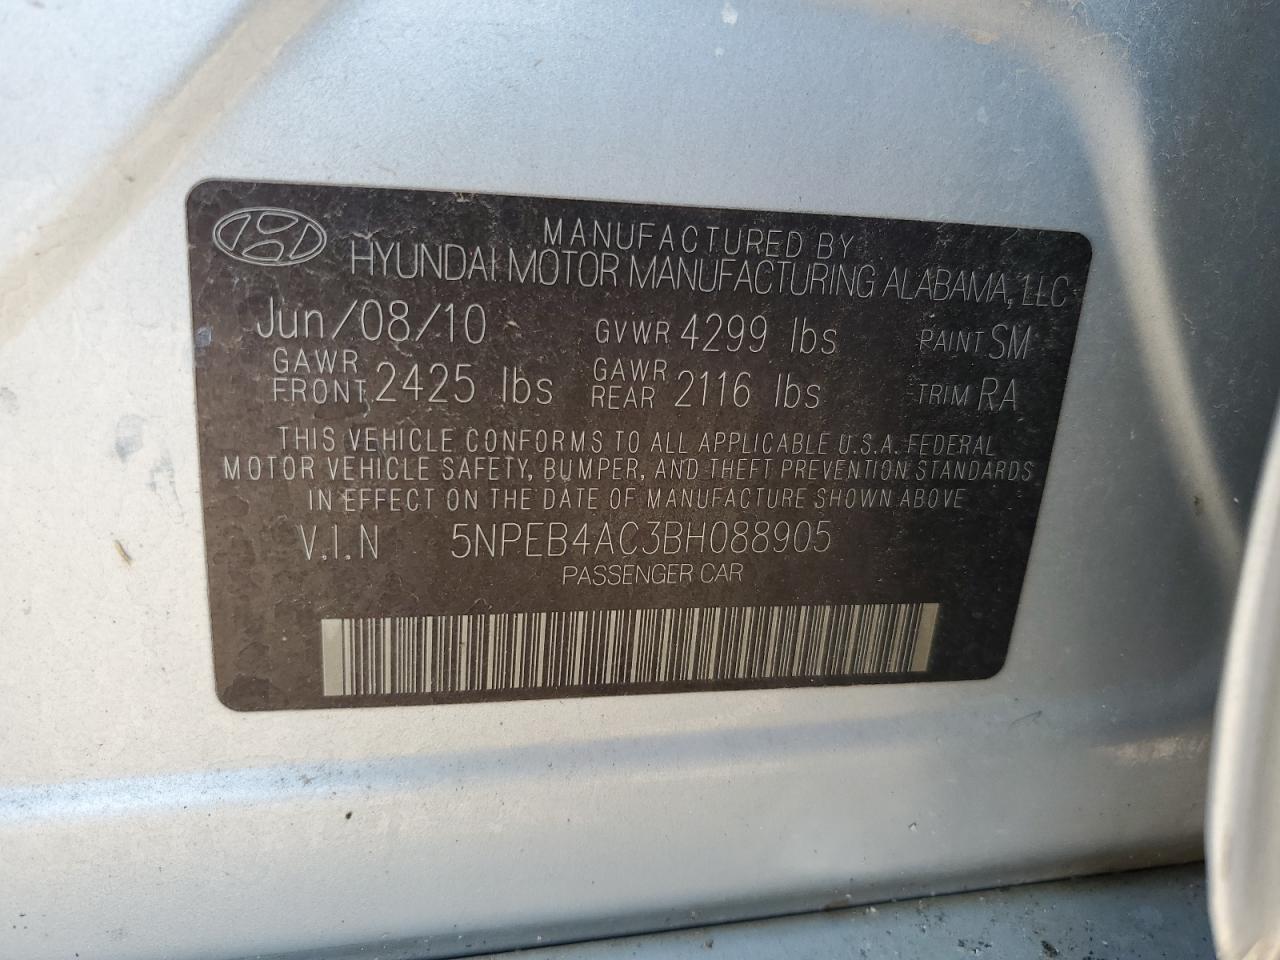 MANUFACTURED BY
HYUNDAI MOTOR MANUFACTURING ALABAMA, LLC
Jun/08/10 GVWR 4299 lbs PAINT SM
GAWR FRONT 2425 lbs GAWR REAR 2116 lbs TRIM RA
THIS VEHICLE CONFORMS TO ALL APPLICABLE U.S.A. FEDERAL
MOTOR VEHICLE SAFETY, BUMPER, AND THEFT PREVENTION STANDARDS
IN EFFECT ON THE DATE OF MANUFACTURE SHOWN ABOVE
V.I.N 5NPEB4AC3BH088905
PASSENGER CAR